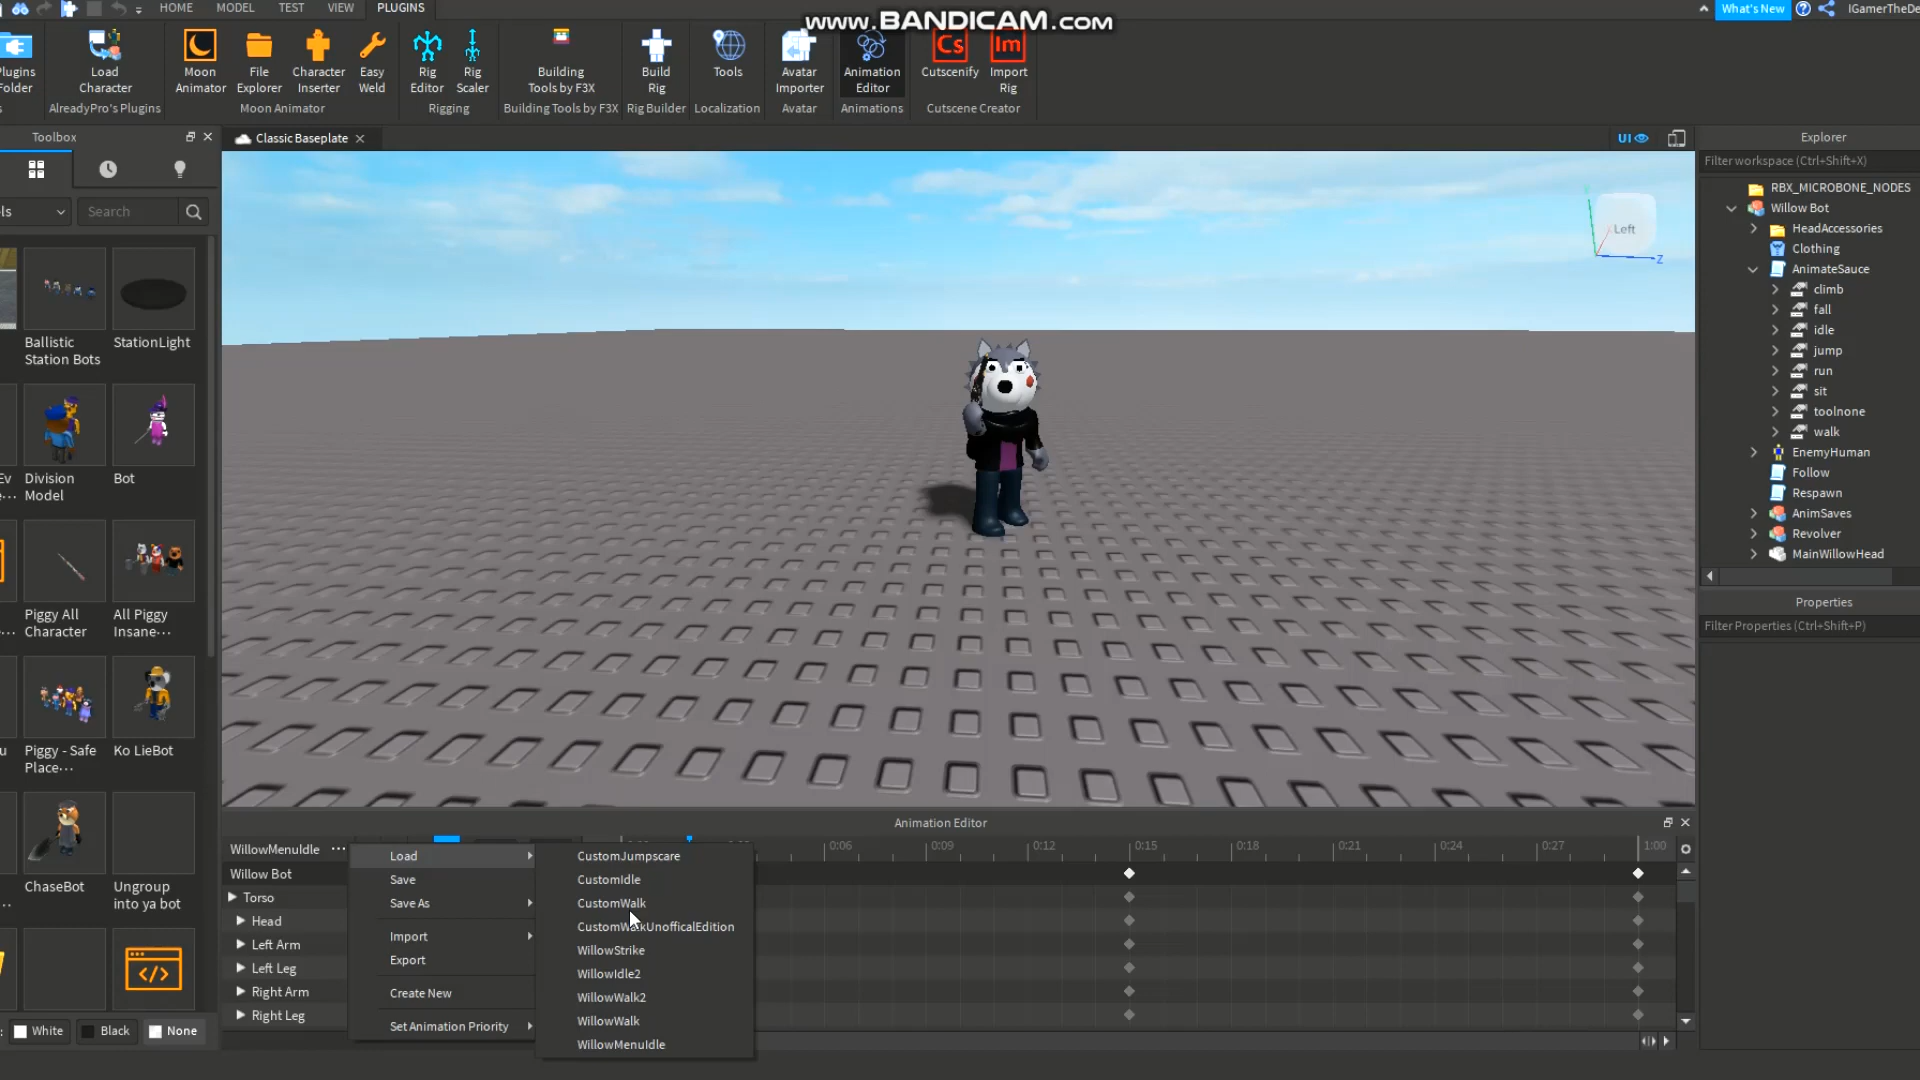 HOME MODEL TEST VIEW PLUGINS
www.BANDICAM.com
What's New
IGamerTheDe
Plugins
Folder
Load
Character
Moon
Animator
File
Explorer
Character
Inserter
Easy
Weld
Rig
Editor
Rig
Scaler
Building
Tools by F3X
Build
Rig
Tools
Avatar
Importer
Animation
Editor
Cs
Cutscenify
Im
Import
Rig
AlreadyPro's Plugins
Moon Animator
Rigging
Building Tools by F3X
Rig Builder
Localization
Avatar
Animations
Cutscene Creator
Toolbox
Classic Baseplate
UI
Explorer
Filter workspace (Ctrl+Shift+X)
ls
Search
Ballistic
Station Bots
StationLight
Ev
Division
Model
Bot
Piggy All
Character
All Piggy
Insane...
Piggy - Safe
Place...
Ko LieBot
ChaseBot
Ungroup
into ya bot
White
Black
None
Left
Z
RBX_MICROBONE_NODES
Willow Bot
HeadAccessories
Clothing
AnimateSauce
climb
fall
idle
jump
run
sit
toolnone
walk
EnemyHuman
Follow
Respawn
AnimSaves
Revolver
MainWillowHead
Properties
Filter Properties (Ctrl+Shift+P)
Animation Editor
WillowMenuIdle ...
0:06 0:09 0:12 0:15 0:18 0:21 0:24 0:27 1:00
Willow Bot
Torso
Head
Left Arm
Left Leg
Right Arm
Right Leg
Load
Save
Save As
Import
Export
Create New
Set Animation Priority
CustomJumpscare
CustomIdle
CustomWalk
CustomWalkUnofficalEdition
WillowStrike
WillowIdle2
WillowWalk2
WillowWalk
WillowMenuIdle